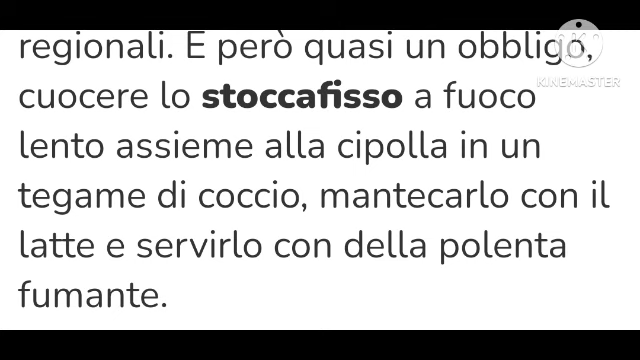 regionali. È però quasi un obbligo,
cuocere lo stoccafisso a fuoco
lento assieme alla cipolla in un
tegame di coccio, mantecarlo con il
latte e servirlo con della polenta
fumante.
KINEMASTER